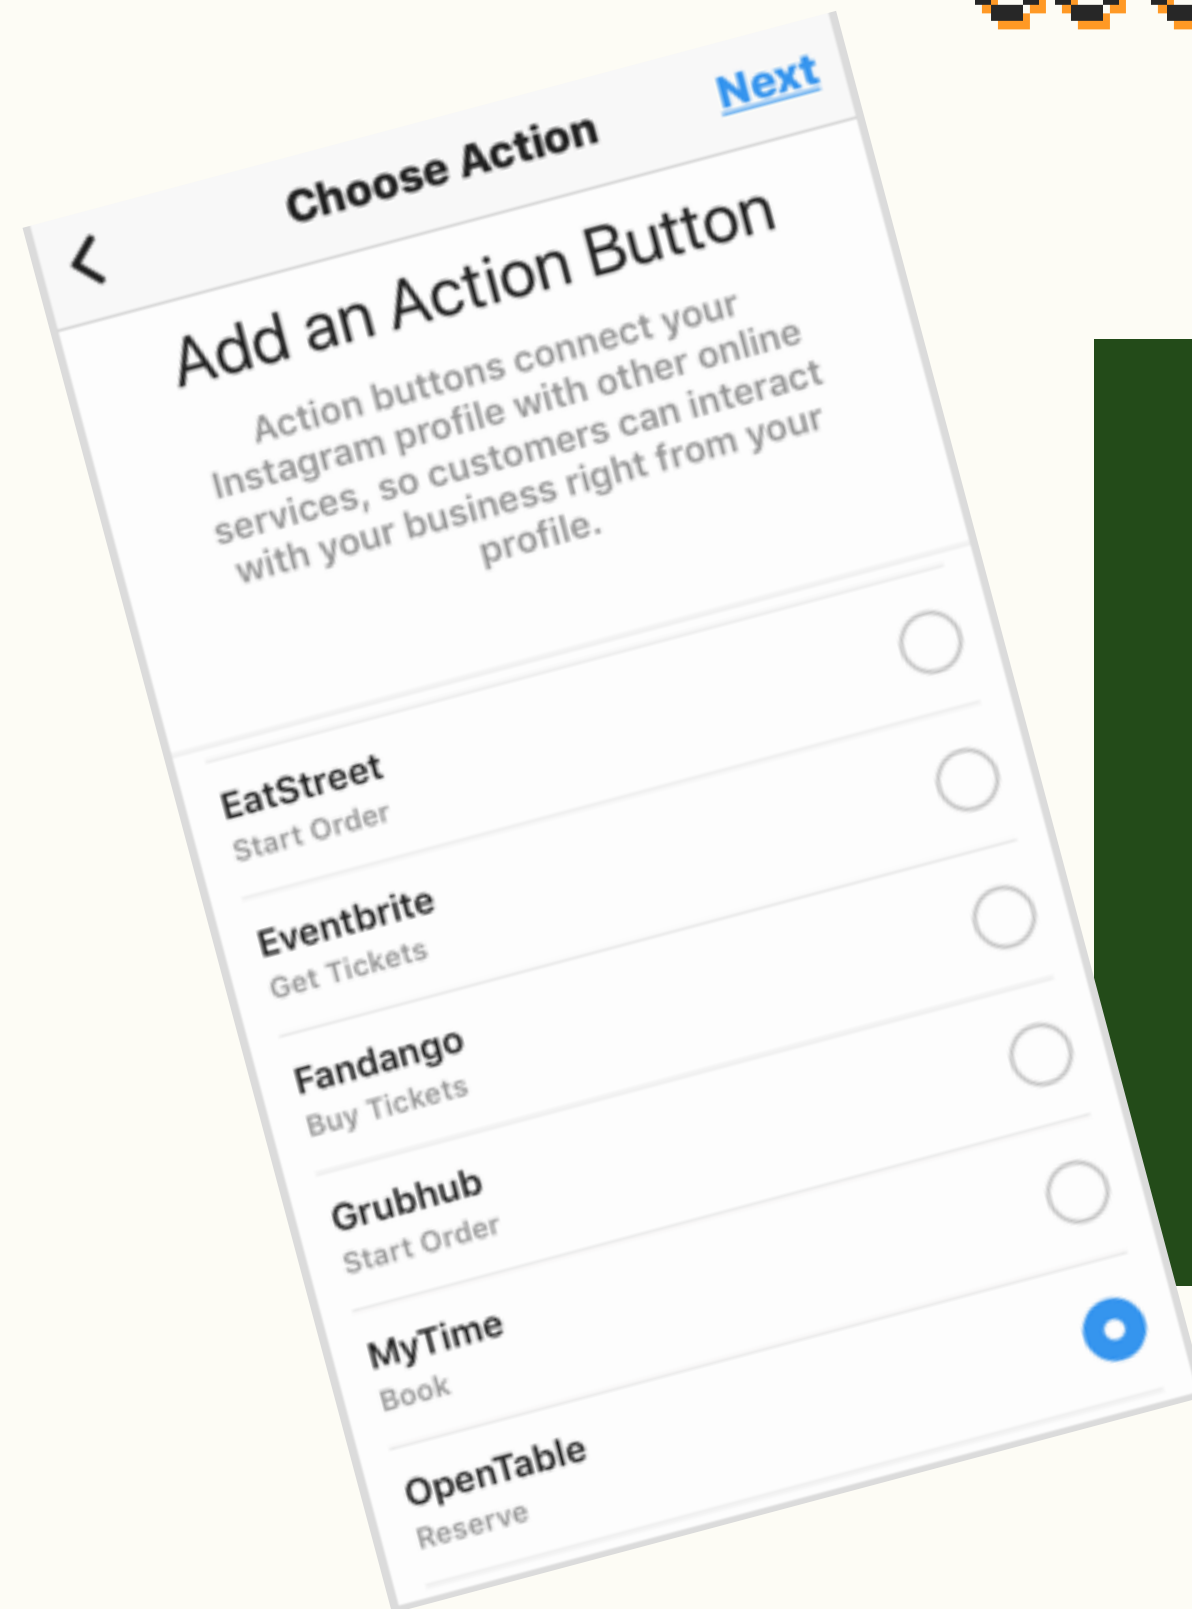 Choose Action
Next
Add an Action Button
Action buttons connect your
Instagram profile with other online
services, so customers can interact
with your business right from your
profile.
EatStreet
Start Order
Eventbrite
Get Tickets
Fandango
Buy Tickets
Grubhub
Start Order
MyTime
Book
OpenTable
Reserve